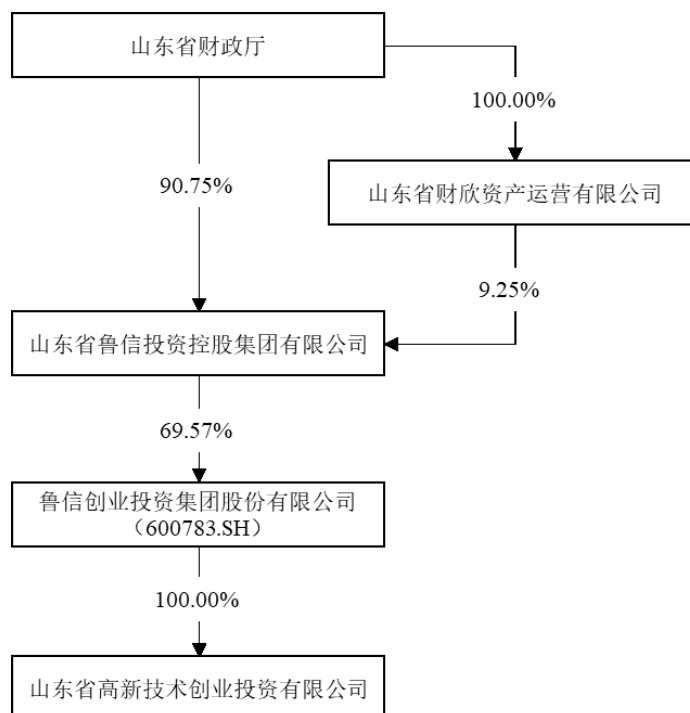 山东省财政厅
100.00%
90.75%
山东省财欣资产运营有限公司
9.25%
山东省鲁信投资控股集团有限公司
69.57%
鲁信创业投资集团股份有限公司
（600783.SH）
100.00%
山东省高新技术创业投资有限公司